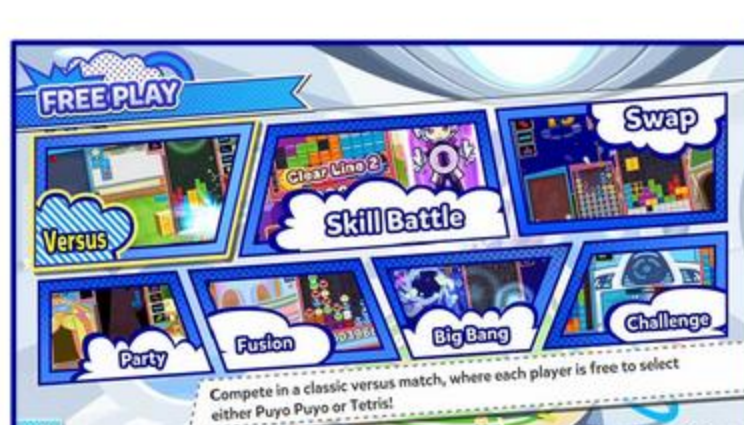 FREE PLAY
Versus
Clear Line 2
Skill Battle
Swap
Party
Fusion
Big Bang
Challenge
Compete in a classic versus match, where each player is free to select
either Puyo Puyo or Tetris!